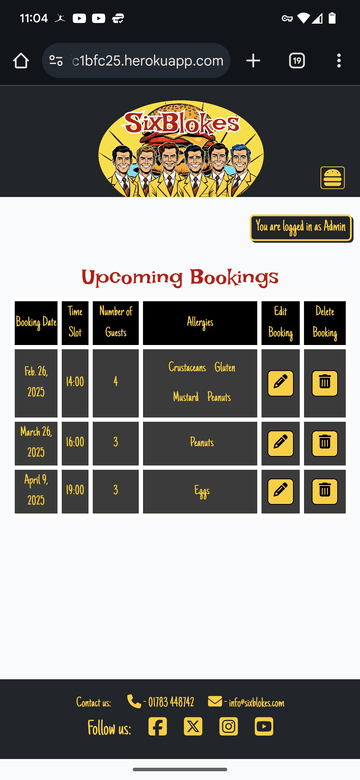 11:04
c1bfc25.herokuapp.com
19
SixBlokes
You are logged in as Admin
Upcoming Bookings
Booking Date Time Slot Number of Guests Allergies Edit Booking Delete Booking
Feb. 26, 2025 14:00 4 Crustaceans Gluten
Mustard Peanuts
March 26, 2025 16:00 3 Peanuts
April 9, 2025 19:00 3 Eggs
Contact us: - 01783 448742 - info@sixblokes.com
Follow us: